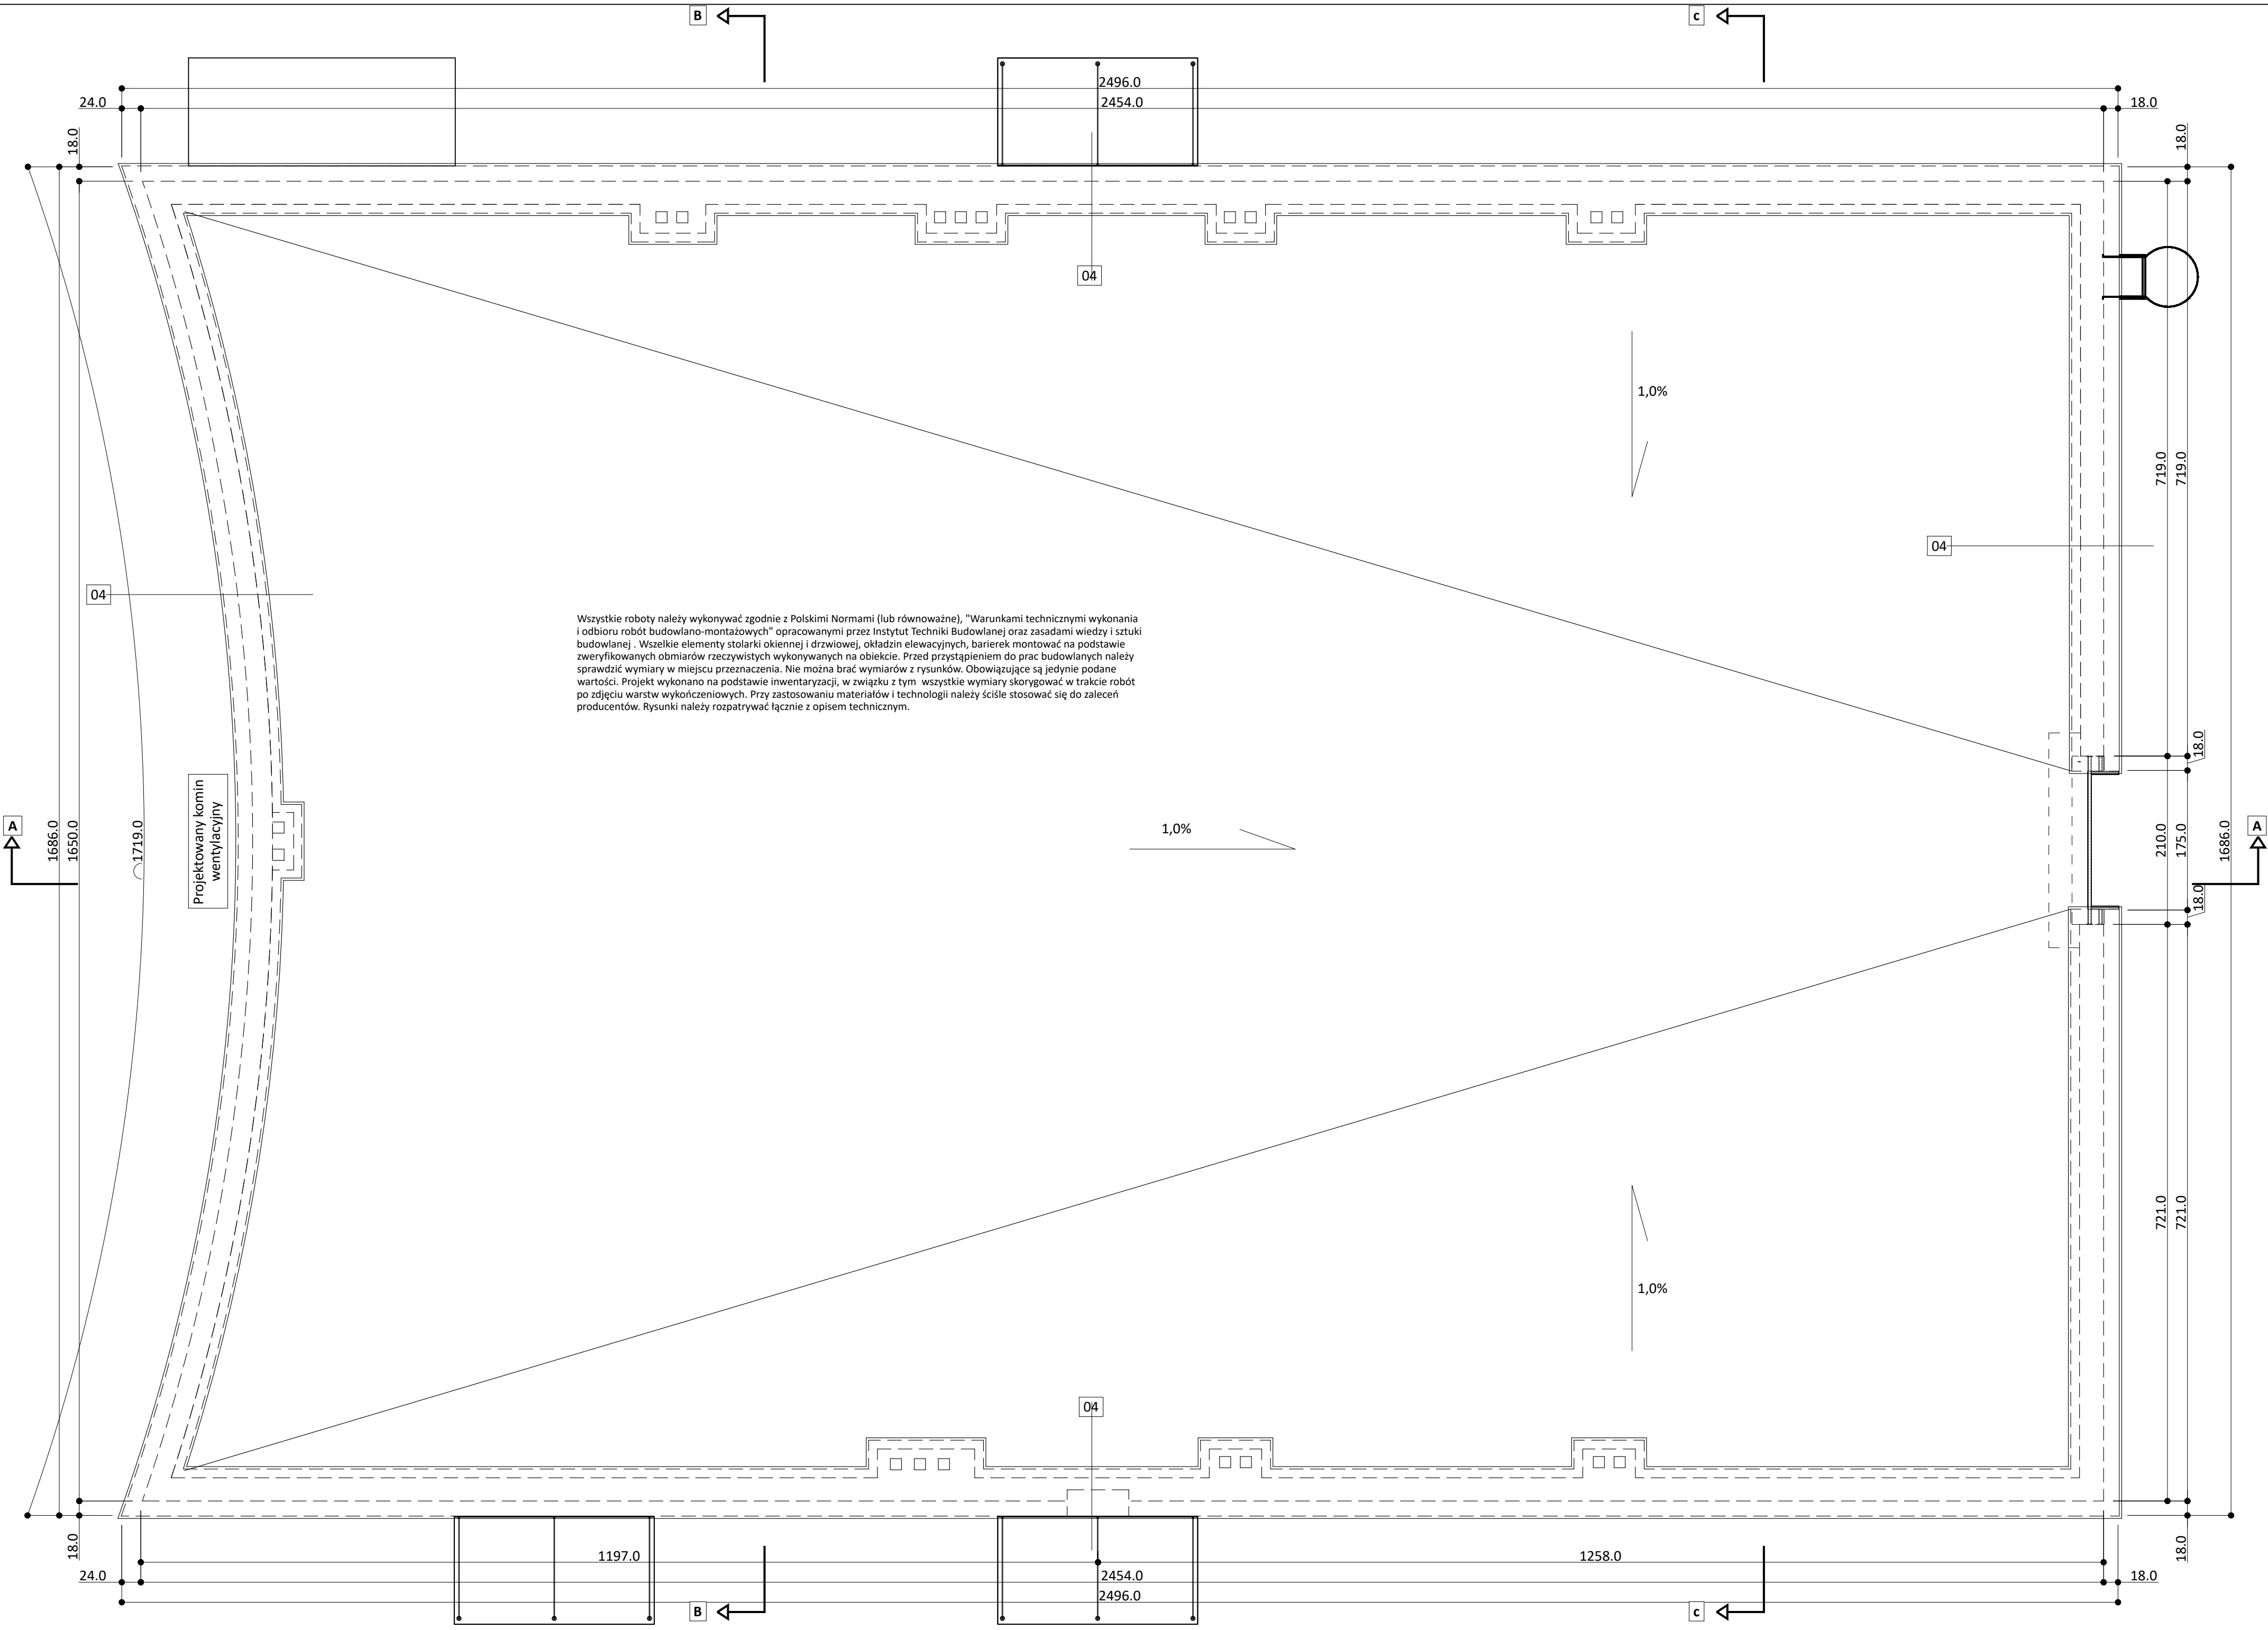 B
c
2496.0
24.0
2454.0
18.0
18.0
18.0
04
1,0%
719.0
719.0
04
04
Wszystkie roboty należy wykonywać zgodnie z Polskimi Normami (lub równoważne), "Warunkami technicznymi wykonania
i odbioru robót budowlano-montażowych" opracowanymi przez Instytut Techniki Budowlanej oraz zasadami wiedzy i sztuki
budowlanej . Wszelkie elementy stolarki okiennej i drzwiowej, okładzin elewacyjnych, barierek montować na podstawie
zweryfikowanych obmiarów rzeczywistych wykonywanych na obiekcie. Przed przystąpieniem do prac budowlanych należy
sprawdzić wymiary w miejscu przeznaczenia. Nie można brać wymiarów z rysunków. Obowiązujące są jedynie podane
wartości. Projekt wykonano na podstawie inwentaryzacji, w związku z tym wszystkie wymiary skorygować w trakcie robót
po zdjęciu warstw wykończeniowych. Przy zastosowaniu materiałów i technologii należy ściśle stosować się do zaleceń
producentów. Rysunki należy rozpatrywać łącznie z opisem technicznym.
18.0
A
1686.0
1650.0
1719.0
Projektowany komin
wentylacyjny
1,0%
210.0
175.0
1686.0
A
18.0
721.0
721.0
1,0%
04
18.0
18.0
1197.0
1258.0
24.0
2454.0
18.0
2496.0
B
c